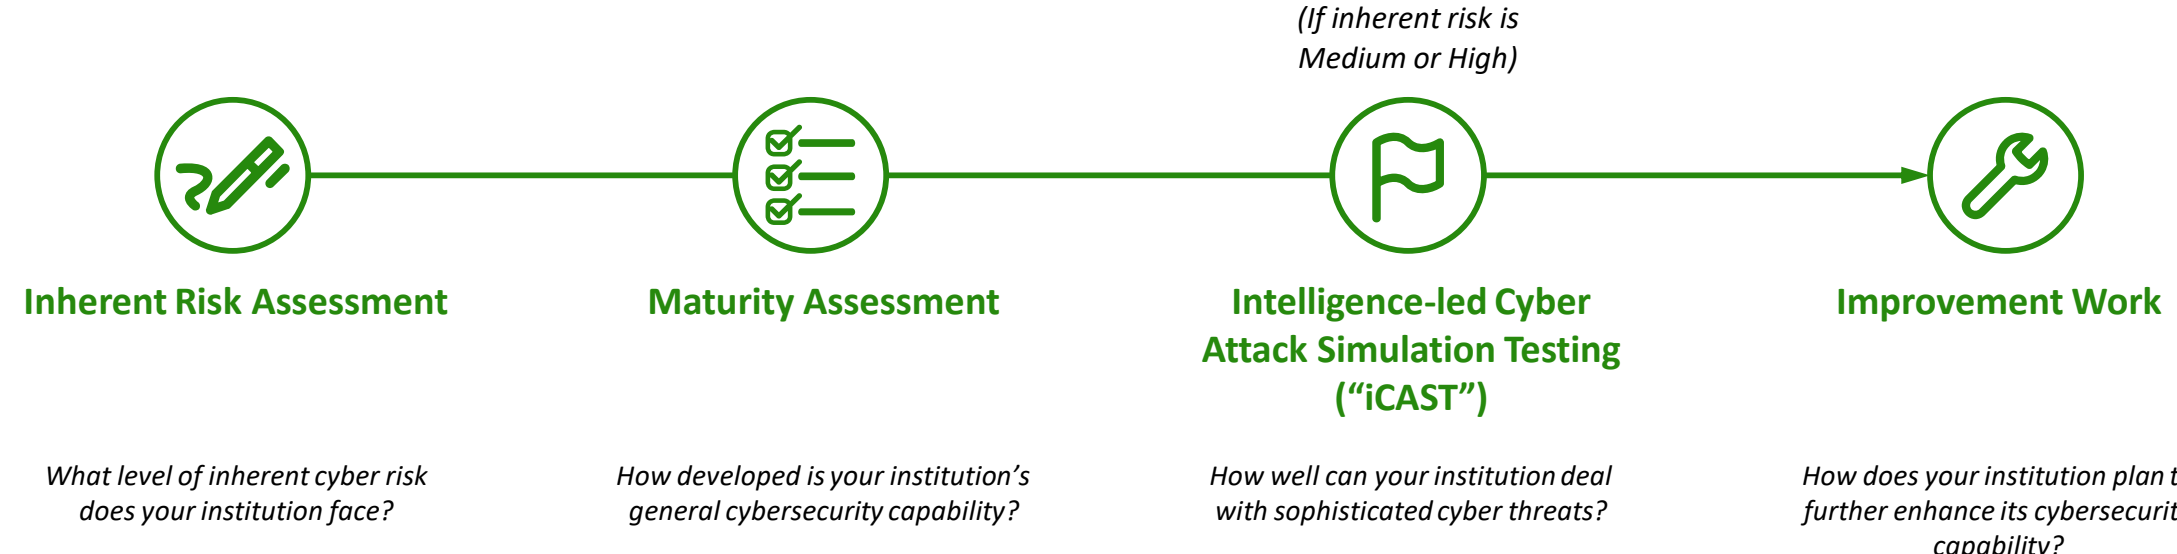 (If inherent risk is
Medium or High)
Inherent Risk Assessment
Maturity Assessment
Intelligence-led Cyber
Attack Simulation Testing
(“iCAST”)
Improvement Work
What level of inherent cyber risk
does your institution face?
How developed is your institution’s
general cybersecurity capability?
How well can your institution deal
with sophisticated cyber threats?
How does your institution plan t
further enhance its cybersecurit
capability?